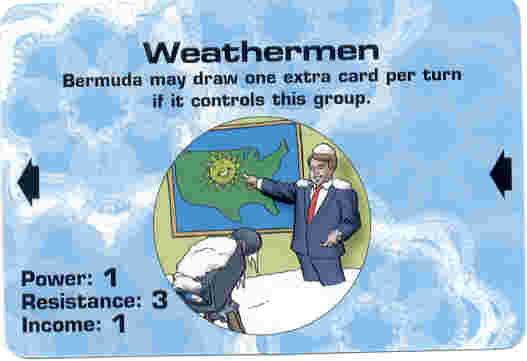 Weathermen
Bermuda may draw one extra card per turn
if it controls this group.
Power: 1
Resistance: 3
Income: 1